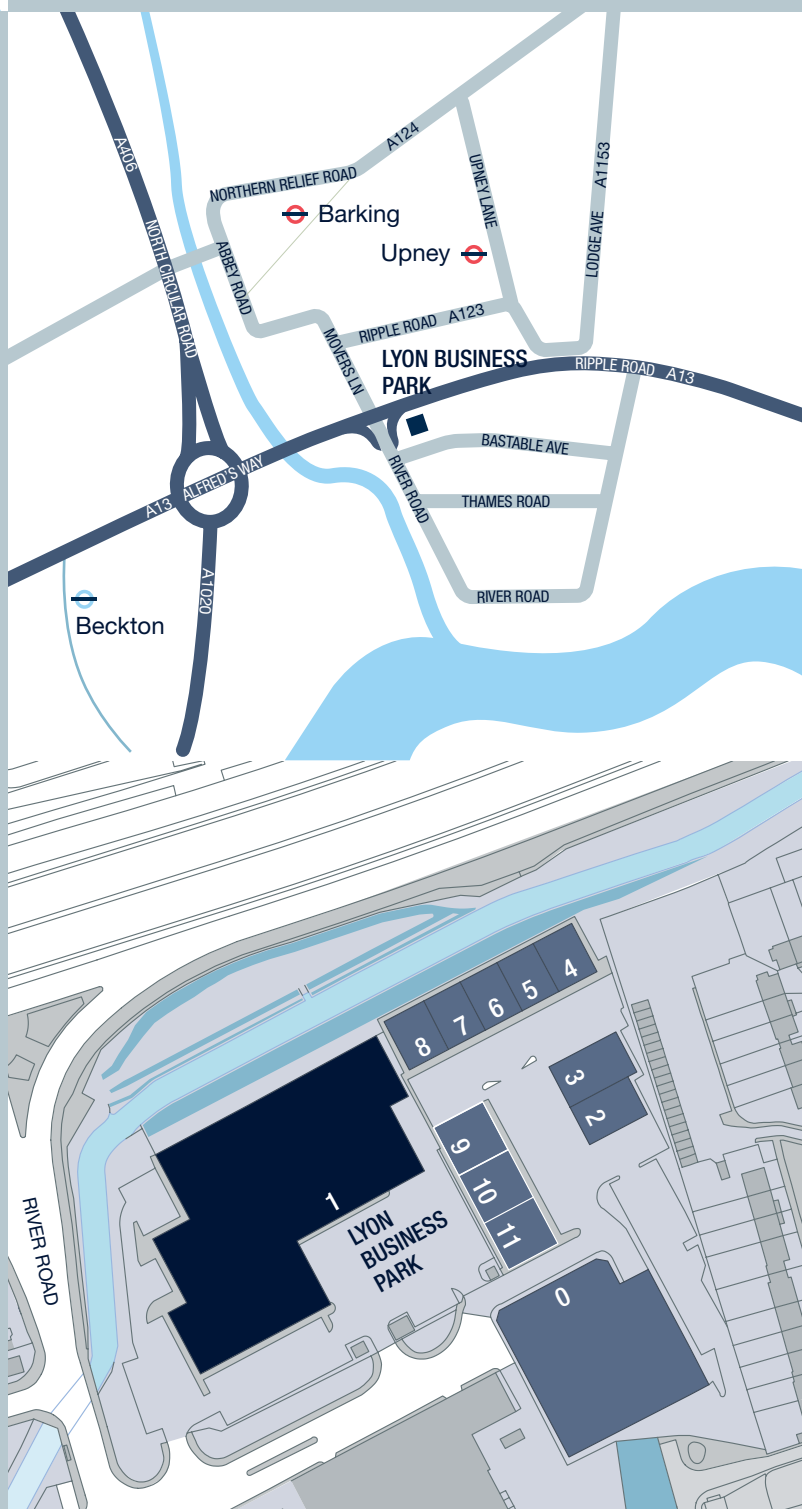 A406
NORTH CIRCULAR ROAD
NORTHERN RELIEF ROAD
A124
UPNEY LANE
LODGE AVE A1153
Barking
Upney
ABBEY ROAD
RIPPLE ROAD A123
MOVERS LN
LYON BUSINESS
PARK
RIPPLE ROAD A13
BASTABLE AVE
A13 ALFRED'S WAY
RIVER ROAD
THAMES ROAD
A1020
RIVER ROAD
Beckton
4
5
6
7
8
3
2
9
10
11
1
LYON
BUSINESS
PARK
RIVER ROAD
0